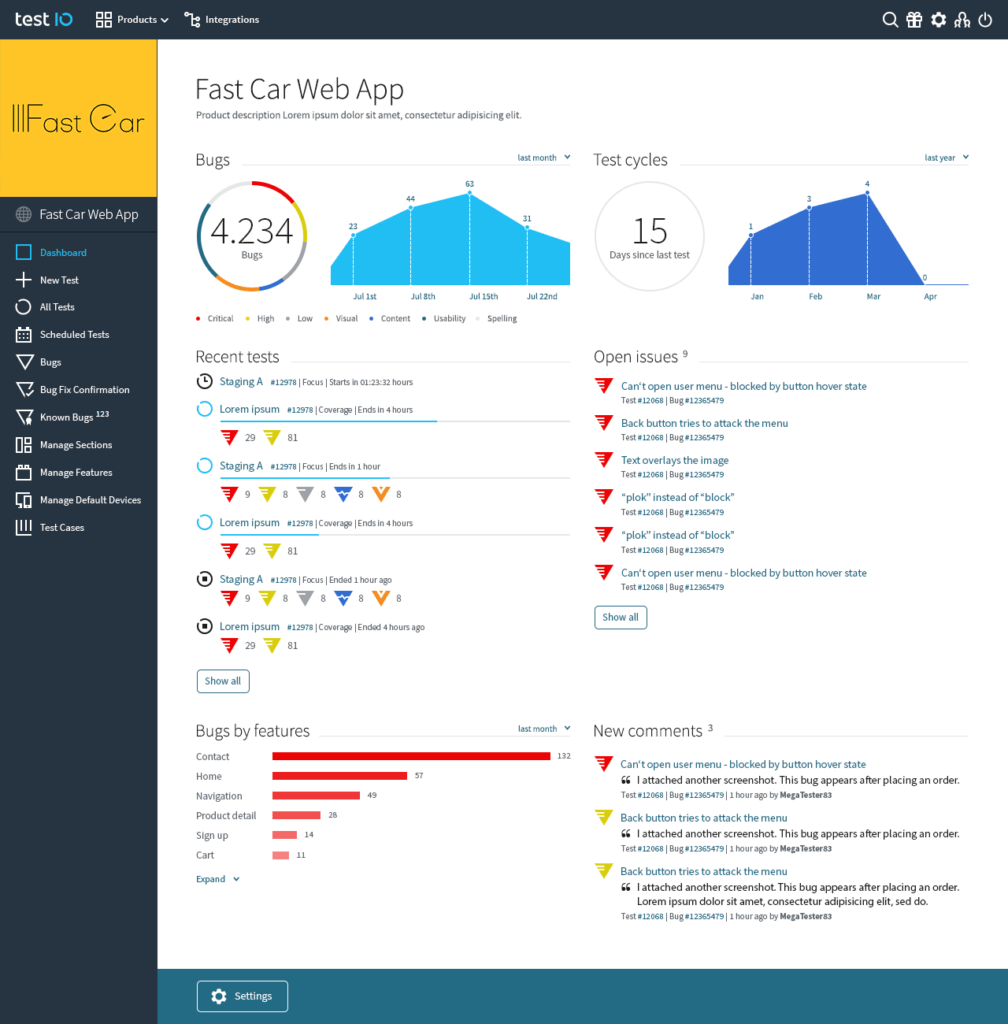 test IO Products Integrations
Fast Car
Fast Car Web App
Dashboard
New Test
All Tests
Scheduled Tests
Bugs
Bug Fix Confirmation
Known Bugs 123
Manage Sections
Manage Features
Manage Default Devices
Test Cases
Fast Car Web App
Product description Lorem ipsum dolor sit amet, consectetur adipisicing elit.
Bugs last month
4.234
Bugs
23 44 63 31
Jul 1st Jul 8th Jul 15th Jul 22nd
Critical High Low Visual Content Usability Spelling
Test cycles last year
15
Days since last test
1 3 4 0
Jan Feb Mar Apr
Recent tests
Staging A #12978 | Focus | Starts in 01:23:32 hours
Lorem ipsum #12978 | Coverage | Ends in 4 hours
29 81
Staging A #12978 | Focus | Ends in 1 hour
9 8 8 8 8
Lorem ipsum #12978 | Coverage | Ends in 4 hours
29 81
Staging A #12978 | Focus | Ended 1 hour ago
9 8 8 8 8
Lorem ipsum #12978 | Coverage | Ended 4 hours ago
29 81
Show all
Open issues 9
Can't open user menu - blocked by button hover state
Test #12068 | Bug #12365479
Back button tries to attack the menu
Test #12068 | Bug #12365479
Text overlays the image
Test #12068 | Bug #12365479
“plok” instead of “block”
Test #12068 | Bug #12365479
“plok” instead of “block”
Test #12068 | Bug #12365479
Can't open user menu - blocked by button hover state
Test #12068 | Bug #12365479
Show all
Bugs by features last month
Contact 132
Home 57
Navigation 49
Product detail 28
Sign up 14
Cart 11
Expand
New comments 3
Can't open user menu - blocked by button hover state
“ I attached another screenshot. This bug appears after placing an order.
Test #12068 | Bug #12365479 | 1 hour ago by MegaTester83
Back button tries to attack the menu
“ I attached another screenshot. This bug appears after placing an order.
Test #12068 | Bug #12365479 | 1 hour ago by MegaTester83
Back button tries to attack the menu
“ I attached another screenshot. This bug appears after placing an order.
Lorem ipsum dolor sit amet, consectetur adipisicing elit, sed do.
Test #12068 | Bug #12365479 | 1 hour ago by MegaTester83
Settings